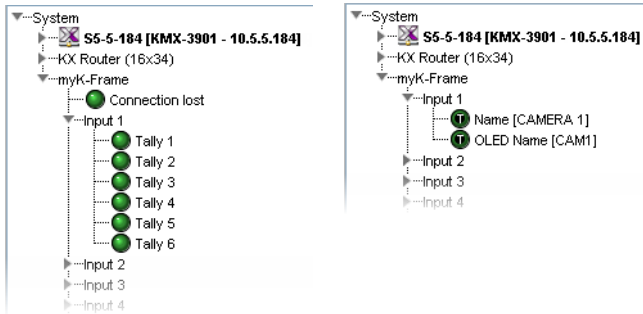 System
S5-5-184 [KMX-3901 - 10.5.5.184]
KX Router (16x34)
myK-Frame
Connection lost
Input 1
Tally 1
Tally 2
Tally 3
Tally 4
Tally 5
Tally 6
Input 2
Input 3
Input 4
System
S5-5-184 [KMX-3901 - 10.5.5.184]
KX Router (16x34)
myK-Frame
Input 1
T Name [CAMERA 1]
T OLED Name [CAM1]
Input 2
Input 3
Input 4